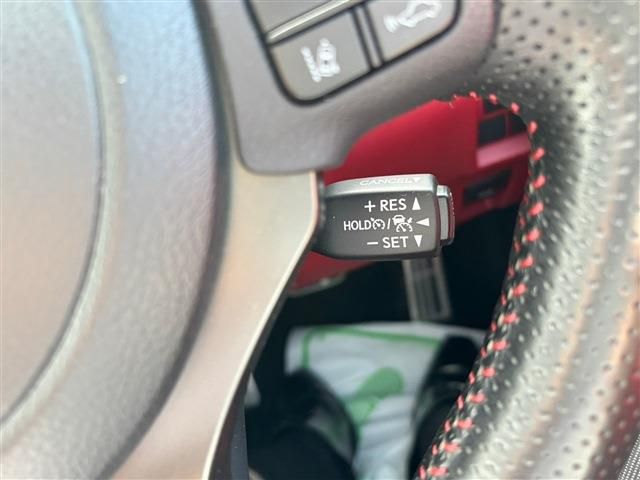 CANCEL▼
+ RES ▲
HOLD / ◄
− SET ▼